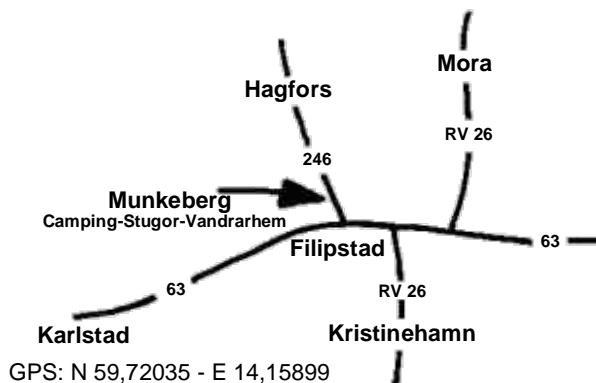 Mora
Hagfors
RV 26
246
Munkeberg
Camping-Stugor-Vandrarhem
Filipstad
63
63
RV 26
Karlstad
Kristinehamn
GPS: N 59,72035 - E 14,15899